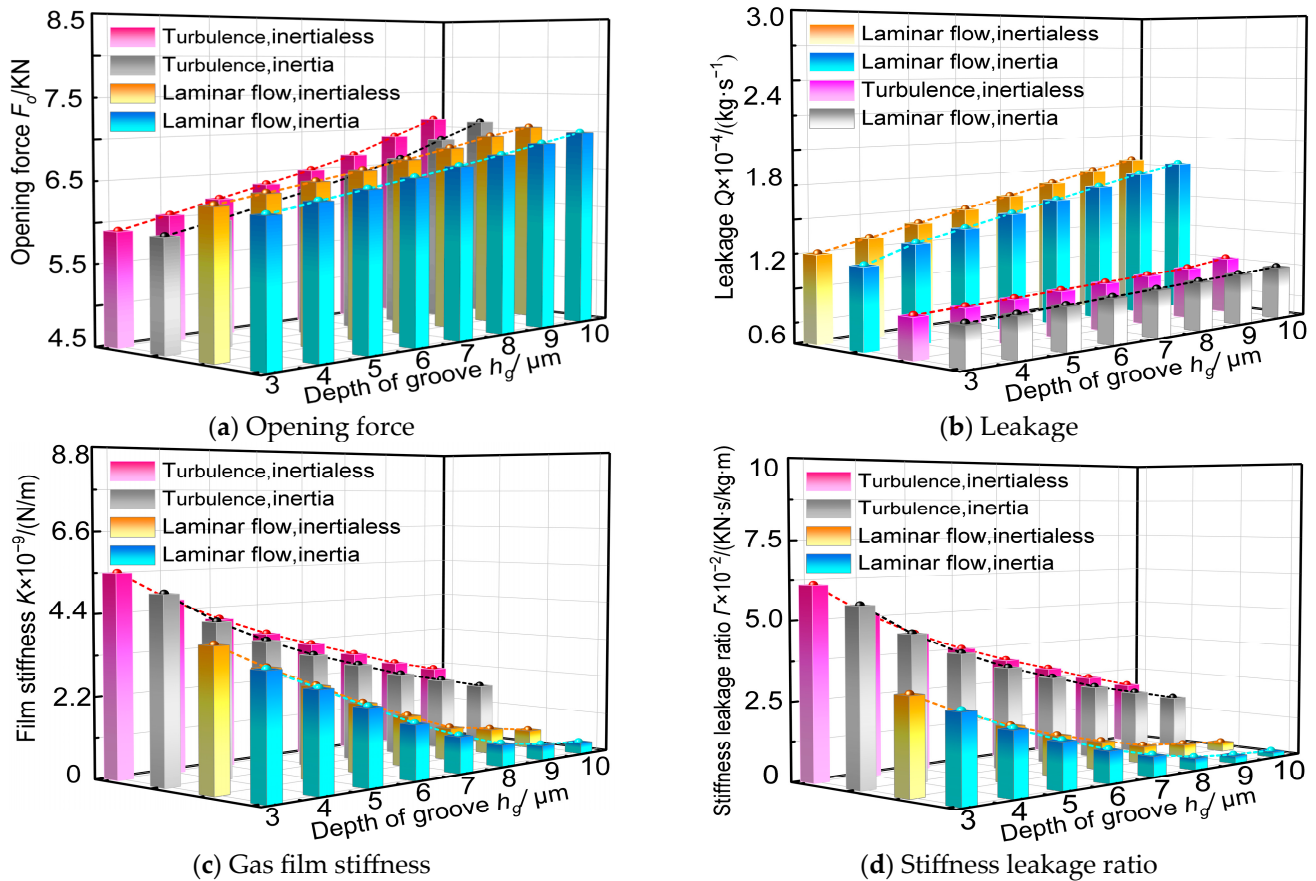 8.5
7.5
6.5
5.5
4.5
Opening force Fₒ/KN
Turbulence,inertialess
Turbulence,inertia
Laminar flow,inertialess
Laminar flow,inertia
3 4 5 6 7 8 9 10
Depth of groove h_g/ μm
(a) Opening force
3.0
2.4
1.8
1.2
0.6
Leakage Q×10⁻⁴/(kg·s⁻¹)
Laminar flow,inertialess
Laminar flow,inertia
Turbulence,inertialess
Laminar flow,inertia
3 4 5 6 7 8 9 10
Depth of groove h_g/ μm
(b) Leakage
8.8
6.6
4.4
2.2
0
Film stiffness K×10⁻⁹/(N/m)
Turbulence,inertialess
Turbulence,inertia
Laminar flow,inertialess
Laminar flow,inertia
3 4 5 6 7 8 9 10
Depth of groove h_g/ μm
(c) Gas film stiffness
10
7.5
5.0
2.5
0
Stiffness leakage ratio Γ×10⁻²/(KN·s/kg·m)
Turbulence,inertialess
Turbulence,inertia
Laminar flow,inertialess
Laminar flow,inertia
3 4 5 6 7 8 9 10
Depth of groove h_g/ μm
(d) Stiffness leakage ratio